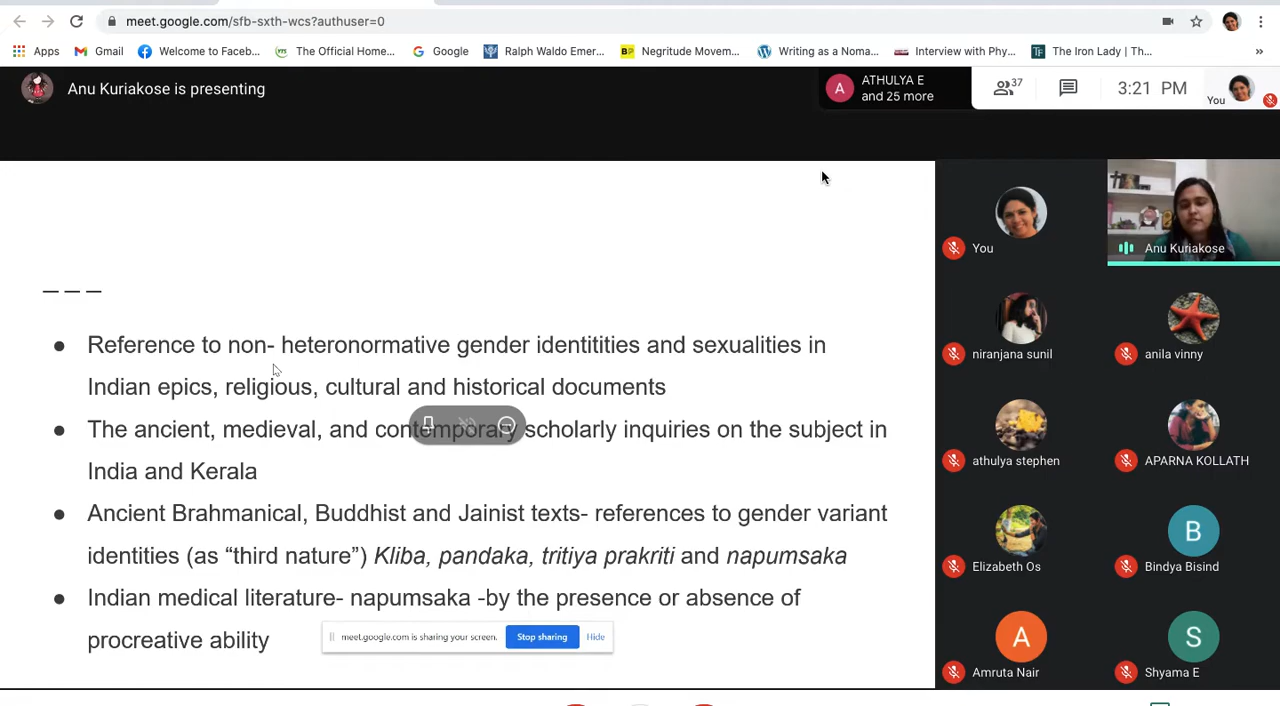 meet.google.com/sfb-sxth-wcs?authuser=0
Apps Gmail Welcome to Faceb... The Official Home... Google Ralph Waldo Emer... Negritude Movem... Writing as a Noma... Interview with Phy... The Iron Lady | Th... »
Anu Kuriakose is presenting
A
ATHULYA E
and 25 more
37
3:21 PM
You
_ _ _
● Reference to non- heteronormative gender identitities and sexualities in
Indian epics, religious, cultural and historical documents
● The ancient, medieval, and contemporary scholarly inquiries on the subject in
India and Kerala
● Ancient Brahmanical, Buddhist and Jainist texts- references to gender variant
identities (as “third nature”) Kliba, pandaka, tritiya prakriti and napumsaka
● Indian medical literature- napumsaka -by the presence or absence of
procreative ability
meet.google.com is sharing your screen. Stop sharing Hide
You
Anu Kuriakose
niranjana sunil
anila vinny
athulya stephen
APARNA KOLLATH
Elizabeth Os
B
Bindya Bisind
A
Amruta Nair
S
Shyama E